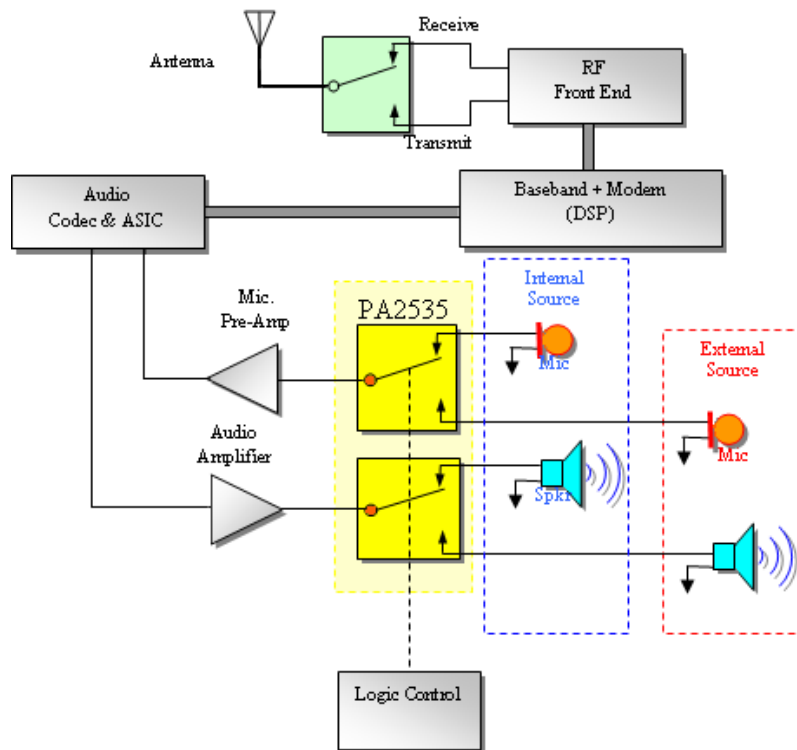 Receive
Antenna
RF
Front End
Transmit
Audio
Codec & ASIC
Baseband + Modem
(DSP)
Internal
Source
Mic.
Pre-Amp
PA2535
External
Source
Mic
Mic
Audio
Amplifier
Spkr
Logic Control